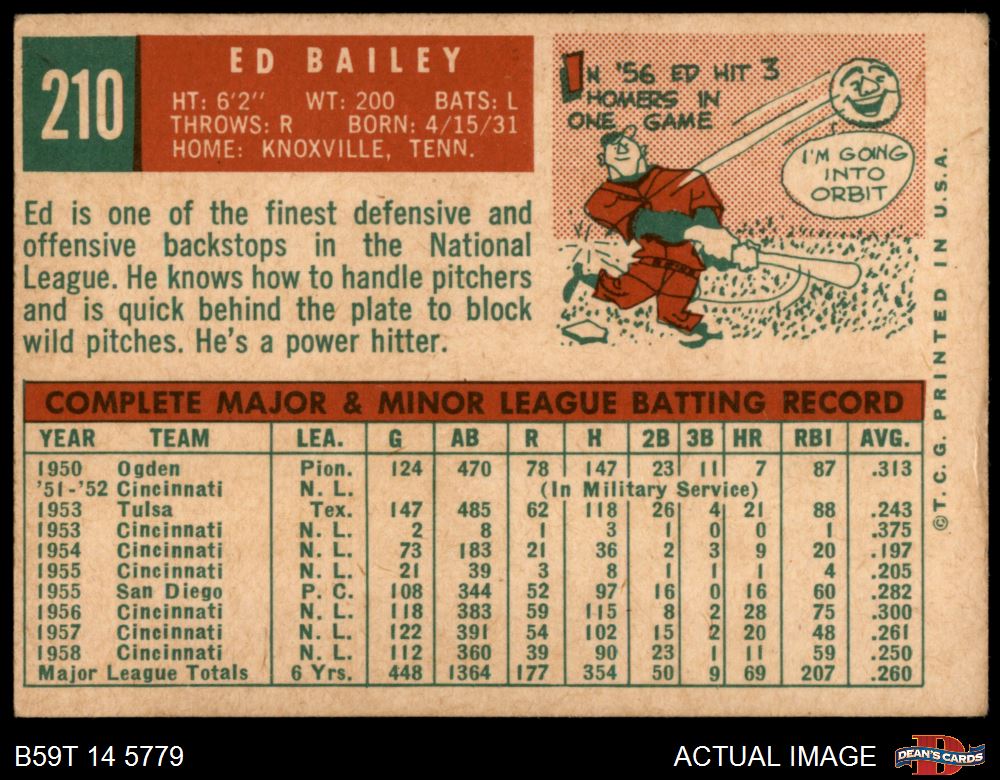 210
ED BAILEY
HT: 6'2" WT: 200 BATS: L
THROWS: R BORN: 4/15/31
HOME: KNOXVILLE, TENN.
IN '56 ED HIT 3
HOMERS IN
ONE GAME
I'M GOING
INTO
ORBIT
Ed is one of the finest defensive and
offensive backstops in the National
League. He knows how to handle pitchers
and is quick behind the plate to block
wild pitches. He's a power hitter.
COMPLETE MAJOR & MINOR LEAGUE BATTING RECORD
YEAR TEAM LEA. G AB R H 2B 3B HR RBI AVG.
1950 Ogden Pion. 124 470 78 147 23 11 7 87 .313
'51-'52 Cincinnati N. L. (In Military Service)
1953 Tulsa Tex. 147 485 62 118 26 4 21 88 .243
1953 Cincinnati N. L. 2 8 1 3 1 0 0 1 .375
1954 Cincinnati N. L. 73 183 21 36 2 3 9 20 .197
1955 Cincinnati N. L. 21 39 3 8 1 1 1 4 .205
1955 San Diego P. C. 108 344 52 97 16 0 16 60 .282
1956 Cincinnati N. L. 118 383 59 115 8 2 28 75 .300
1957 Cincinnati N. L. 122 391 54 102 15 2 20 48 .261
1958 Cincinnati N. L. 112 360 39 90 23 1 11 59 .250
Major League Totals 6 Yrs. 448 1364 177 354 50 9 69 207 .260
© T. C. G. PRINTED IN U.S.A.
B59T 14 5779
ACTUAL IMAGE
D
DEAN'S CARDS